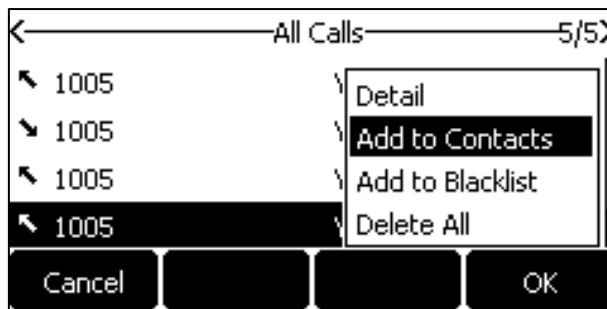 All Calls 5/5
1005
Detail
1005
Add to Contacts
1005
Add to Blacklist
1005
Delete All
Cancel OK